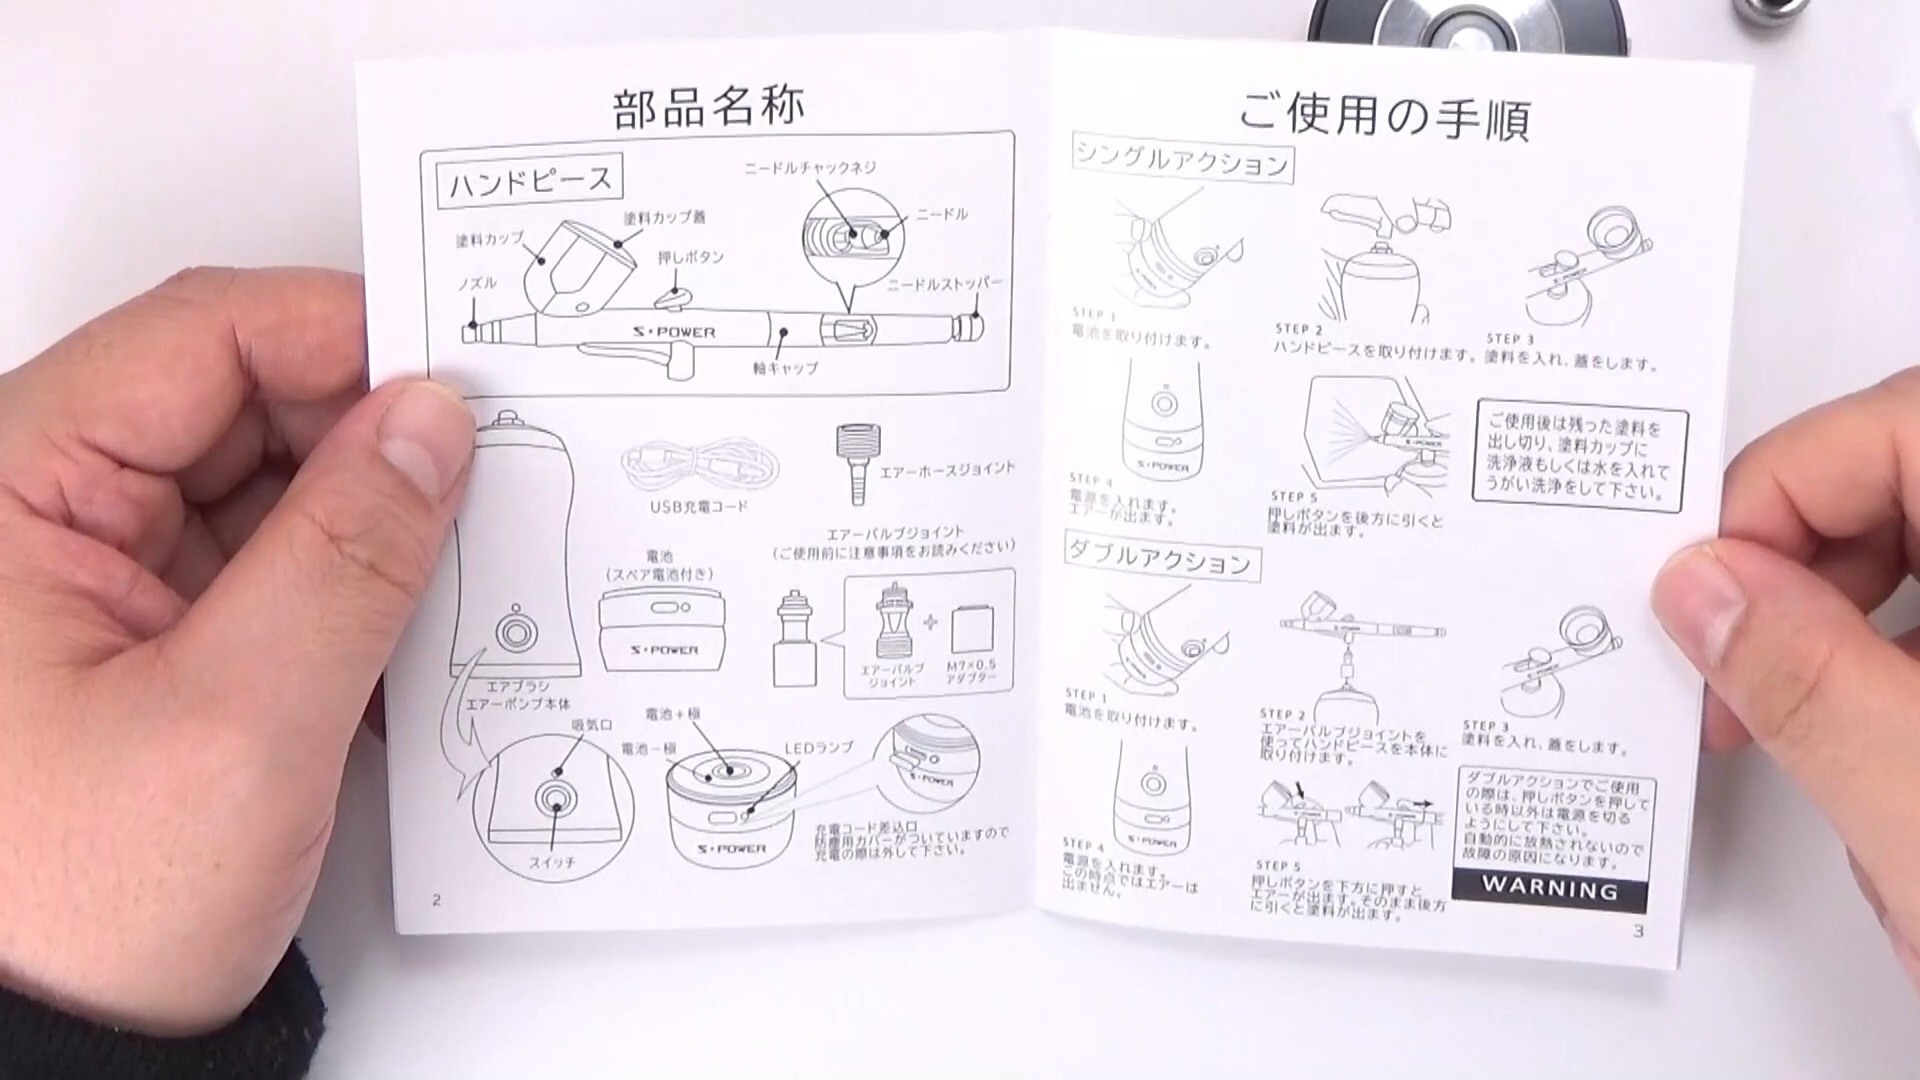 部品名称
ハンドピース
ニードルチャックネジ
塗料カップ蓋
ニードル
塗料カップ
押しボタン
ノズル
ニードルストッパー
S・POWER
軸キャップ
エアーホースジョイント
USB充電コード
エアーバルブジョイント
(ご使用前に注意事項をお読みください)
電池
(スペア電池付き)
S・POWER
エアーバルブ
ジョイント
M7×0.5
アダプター
エアブラシ
エアーポンプ本体
吸気口
電池+極
電池-極
LEDランプ
S・POWER
スイッチ
S・POWER
充電コード差込口
防塵用カバーがついていますので
充電の際は外して下さい。
2
ご使用の手順
シングルアクション
STEP 1
電池を取り付けます。
STEP 2
ハンドピースを取り付けます。
STEP 3
塗料を入れ、蓋をします。
S・POWER
STEP 4
電源を入れます。
エアーが出ます。
STEP 5
押しボタンを後方に引くと
塗料が出ます。
ご使用後は残った塗料を
出し切り、塗料カップに
洗浄液もしくは水を入れて
うがい洗浄をして下さい。
ダブルアクション
STEP 1
電池を取り付けます。
STEP 2
エアーバルブジョイントを
使ってハンドピースを本体に
取り付けます。
STEP 3
塗料を入れ、蓋をします。
S・POWER
STEP 4
電源を入れます。
この時点ではエアーは
出ません。
STEP 5
押しボタンを下方に押すと
エアーが出ます。そのまま後方
に引くと塗料が出ます。
ダブルアクションでご使用
の際は、押しボタンを押して
いる時以外は電源を切る
ようにして下さい。
自動的に放熱されないので
故障の原因になります。
WARNING
3